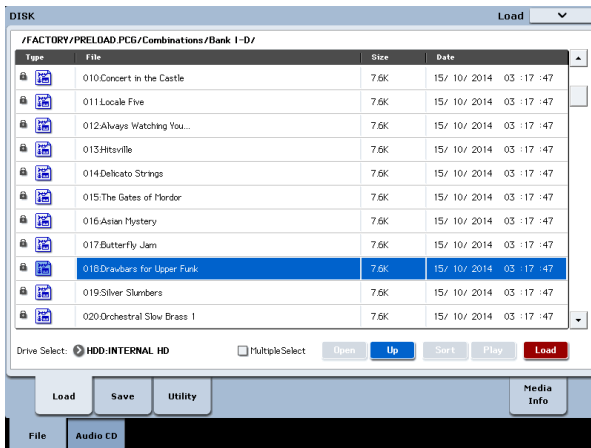 DISK Load
/FACTORY/PRELOAD.PCG/Combinations/Bank I-D/
Type File Size Date
010:Concert in the Castle 7.6K 15/ 10/ 2014 03 :17 :47
011:Locale Five 7.6K 15/ 10/ 2014 03 :17 :47
012:Always Watching You... 7.6K 15/ 10/ 2014 03 :17 :47
013:Hitsville 7.6K 15/ 10/ 2014 03 :17 :47
014:Delicato Strings 7.6K 15/ 10/ 2014 03 :17 :47
015:The Gates of Mordor 7.6K 15/ 10/ 2014 03 :17 :47
016:Asian Mystery 7.6K 15/ 10/ 2014 03 :17 :47
017:Butterfly Jam 7.6K 15/ 10/ 2014 03 :17 :47
018:Drawbars for Upper Funk 7.6K 15/ 10/ 2014 03 :17 :47
019:Silver Slumbers 7.6K 15/ 10/ 2014 03 :17 :47
020:Orchestral Slow Brass 1 7.6K 15/ 10/ 2014 03 :17 :47
Drive Select: HDD:INTERNAL HD Multiple Select Open Up Sort Play Load
Load Save Utility Media Info
File Audio CD